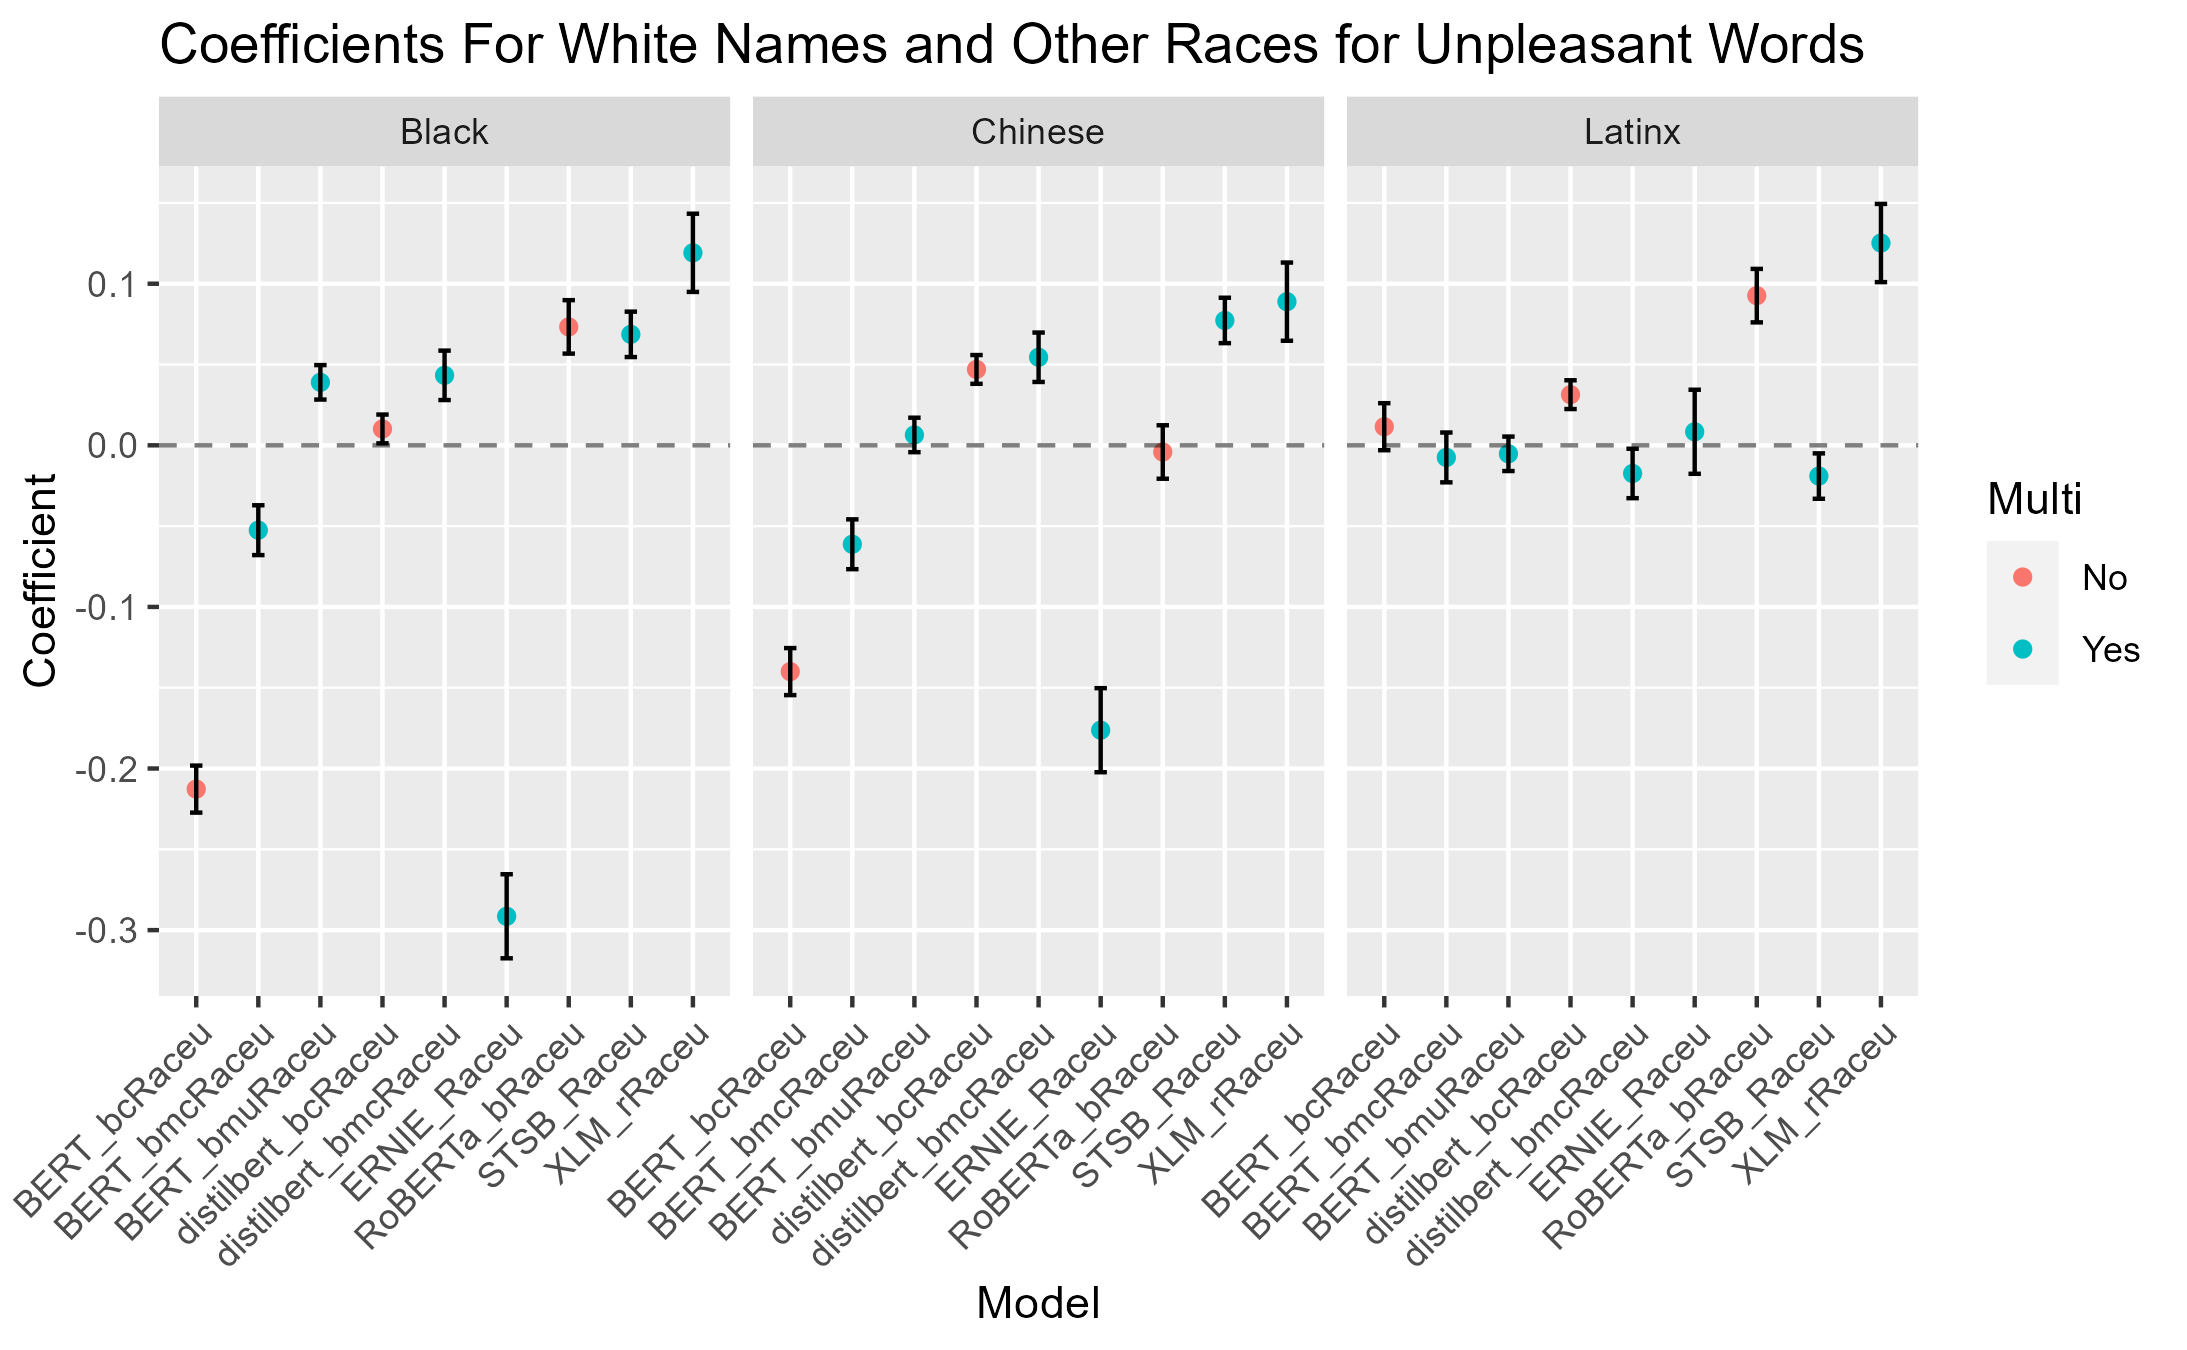 Coefficients For White Names and Other Races for Unpleasant Words
Black
Chinese
Latinx
Coefficient
0.1
0.0
-0.1
-0.2
-0.3
BERT_bcRaceu
BERT_bmcRaceu
BERT_bmuRaceu
distilbert_bcRaceu
distilbert_bmcRaceu
ERNIE_Raceu
RoBERTa_bRaceu
STSB_Raceu
XLM_rRaceu
BERT_bcRaceu
BERT_bmcRaceu
BERT_bmuRaceu
distilbert_bcRaceu
distilbert_bmcRaceu
ERNIE_Raceu
RoBERTa_bRaceu
STSB_Raceu
XLM_rRaceu
BERT_bcRaceu
BERT_bmcRaceu
BERT_bmuRaceu
distilbert_bcRaceu
distilbert_bmcRaceu
ERNIE_Raceu
RoBERTa_bRaceu
STSB_Raceu
XLM_rRaceu
Model
Multi
No
Yes